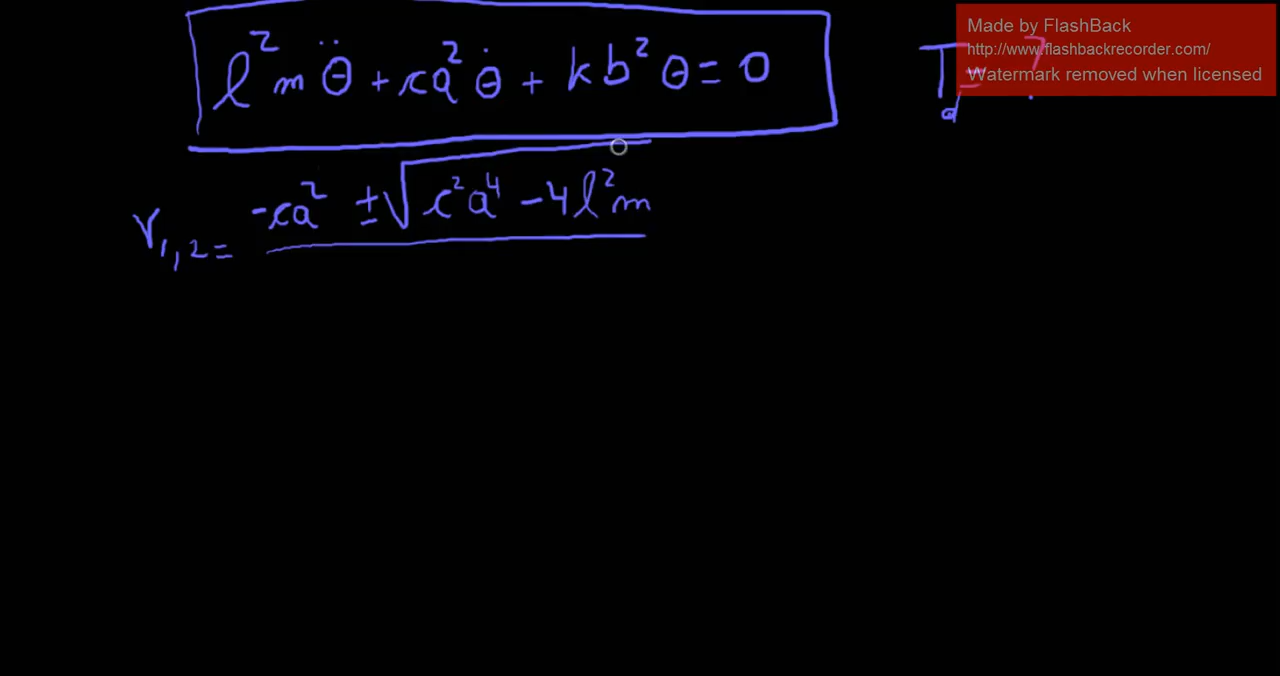 l²mθ̈ + ca²θ̇ + kb²θ = 0
T_d = ?
Made by FlashBack
http://www.flashbackrecorder.com/
Watermark removed when licensed
r₁,₂ = -ca² ± √c²a⁴ - 4l²m